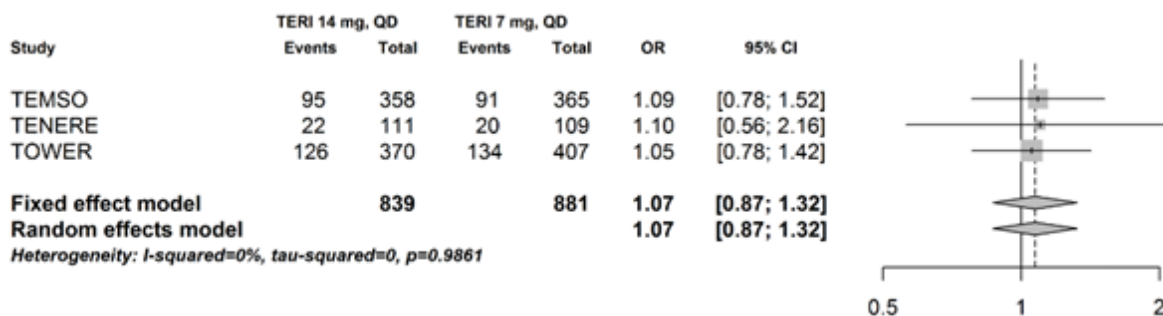 TERI 14 mg, QD TERI 7 mg, QD
Study Events Total Events Total OR 95% CI
TEMSO 95 358 91 365 1.09 [0.78; 1.52]
TENERE 22 111 20 109 1.10 [0.56; 2.16]
TOWER 126 370 134 407 1.05 [0.78; 1.42]
Fixed effect model 839 881 1.07 [0.87; 1.32]
Random effects model 1.07 [0.87; 1.32]
Heterogeneity: I-squared=0%, tau-squared=0, p=0.9861
0.5 1 2